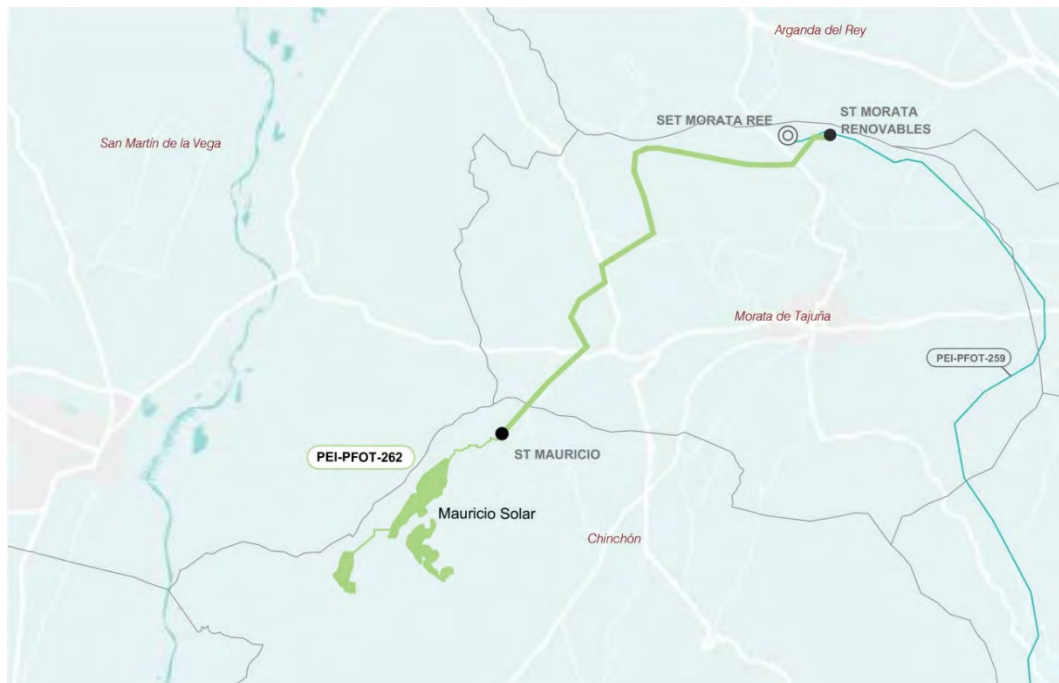 Arganda del Rey
SET MORATA REE
ST MORATA
RENOVABLES
San Martín de la Vega
Morata de Tajuña
PEI-PFOT-259
PEI-PFOT-262
ST MAURICIO
Mauricio Solar
Chinchón